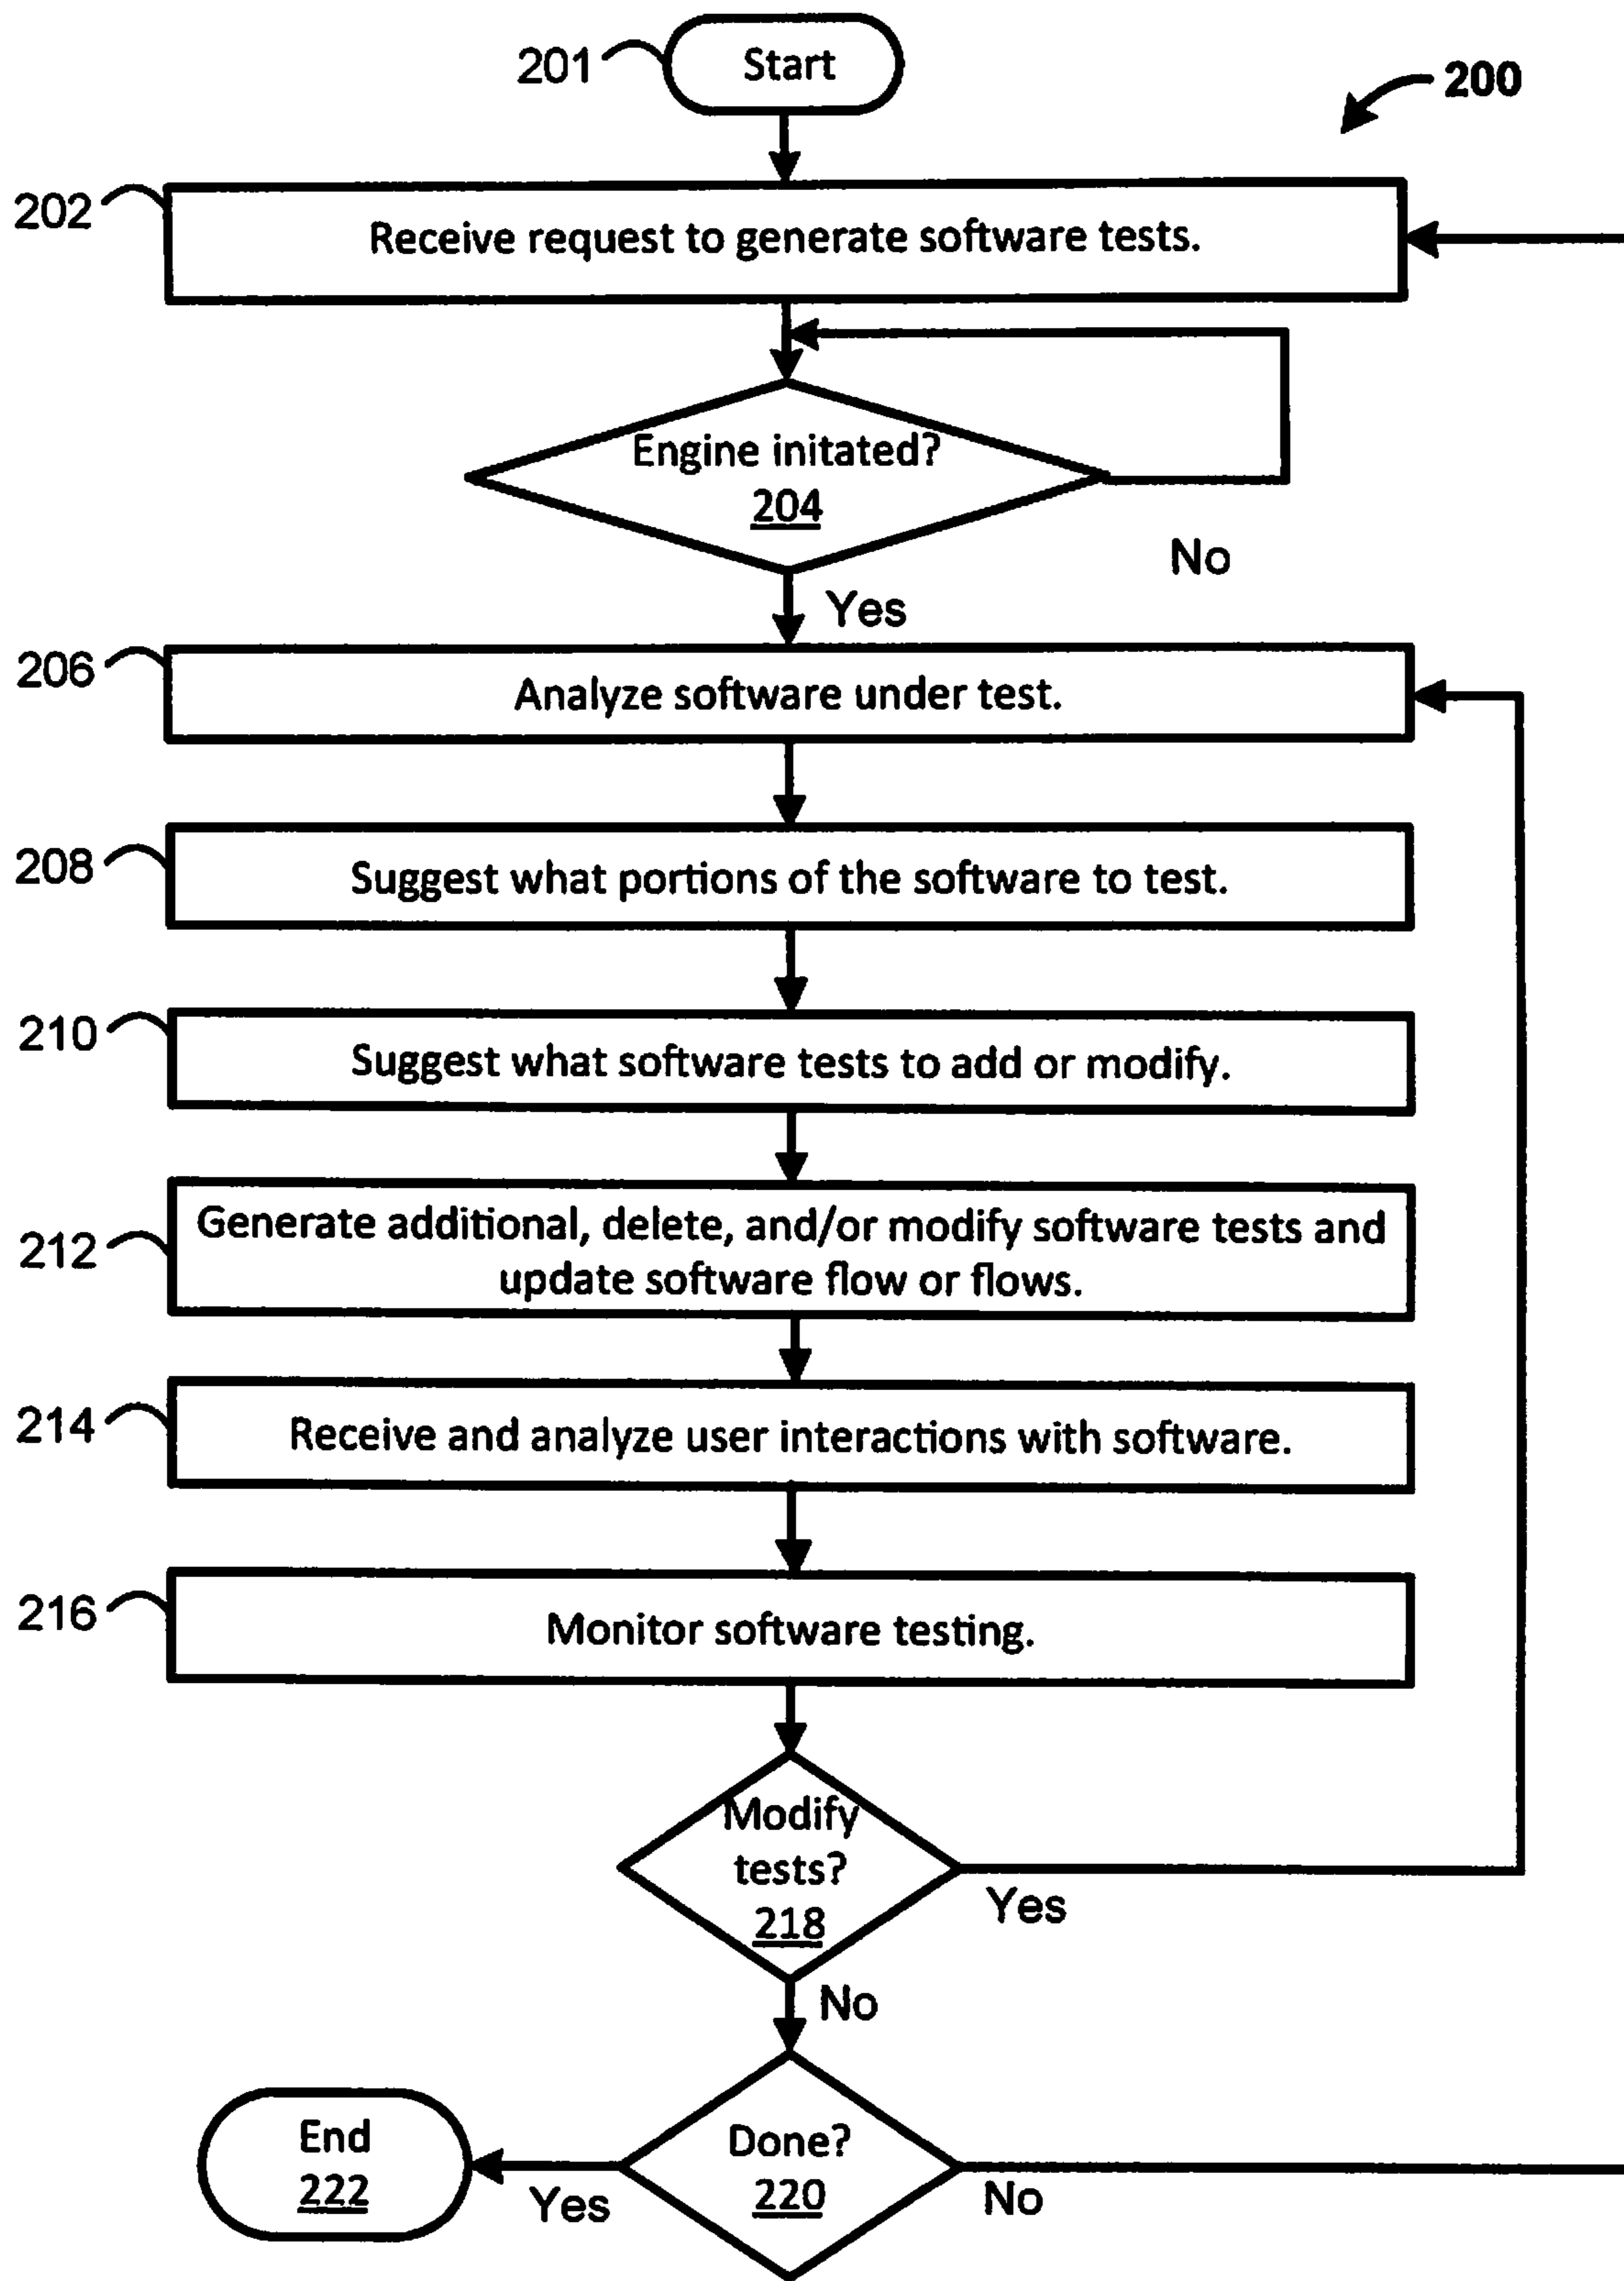 201
Start
200
202
Receive request to generate software tests.
Engine initated?
204
No
Yes
206
Analyze software under test.
208
Suggest what portions of the software to test.
210
Suggest what software tests to add or modify.
212
Generate additional, delete, and/or modify software tests and
update software flow or flows.
214
Receive and analyze user interactions with software.
216
Monitor software testing.
Modify
tests?
218
Yes
No
End
222
Yes
Done?
220
No